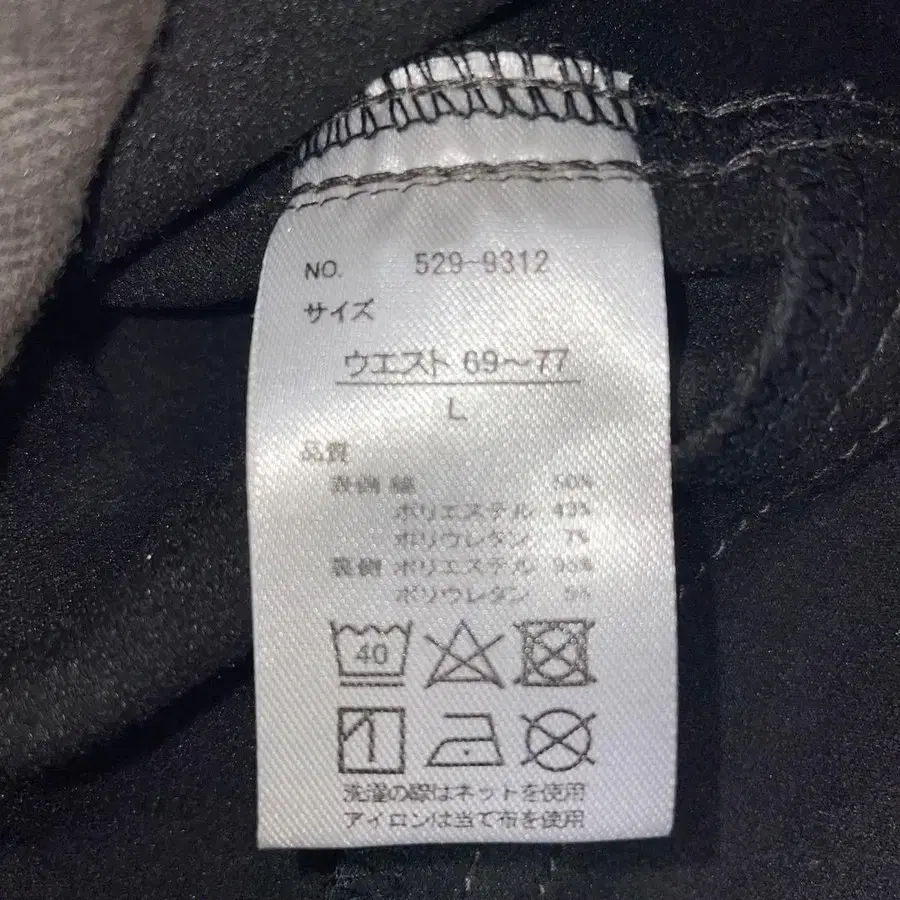 NO. 529-9312
サイズ
ウエスト 69〜77
L
品質
表側 綿 50%
ポリエステル 43%
ポリウレタン 7%
裏側 ポリエステル
ポリウレタン
40
洗濯の際はネットを使用
アイロンは当て布を使用